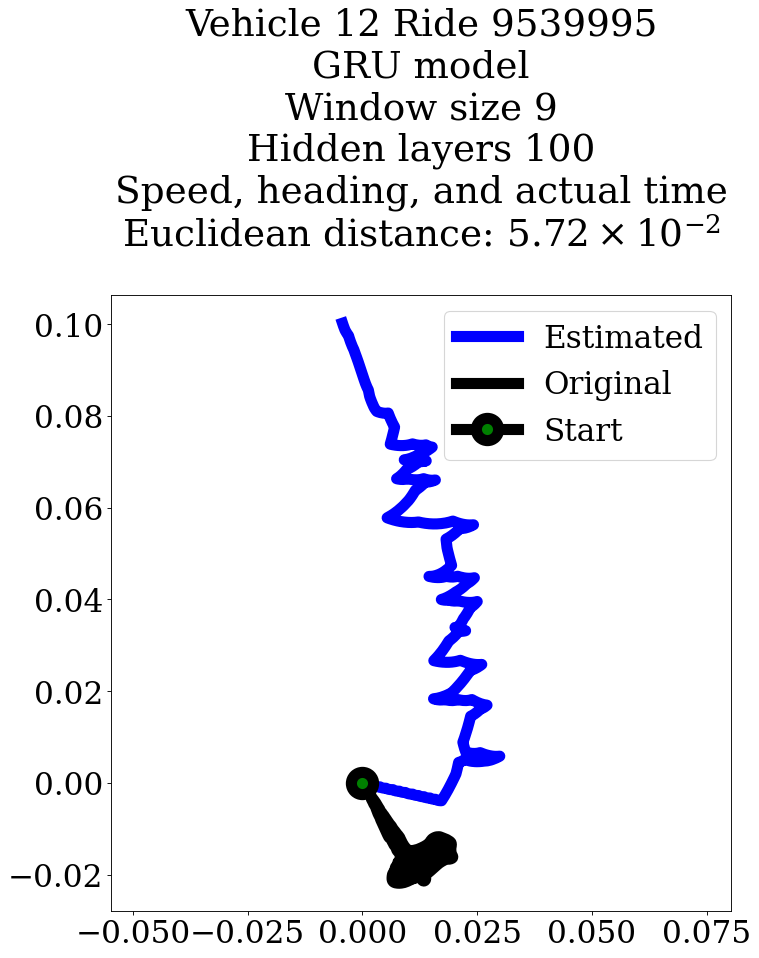 Vehicle 12 Ride 9539995
GRU model
Window size 9
Hidden layers 100
Speed, heading, and actual time
Euclidean distance: 5.72 × 10⁻²
Estimated
Original
Start
0.10
0.08
0.06
0.04
0.02
0.00
−0.02
−0.050 −0.025 0.000 0.025 0.050 0.075